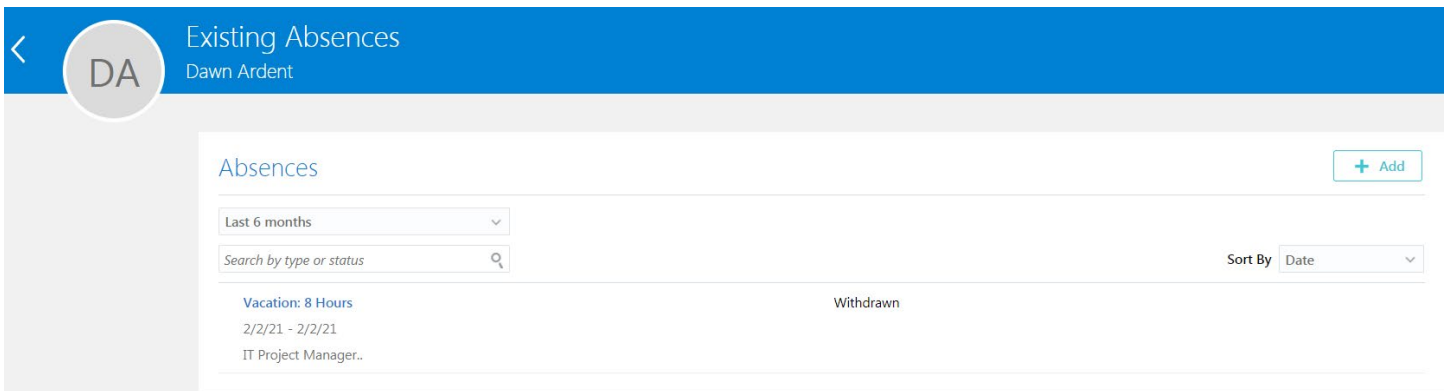 DA
Existing Absences
Dawn Ardent
Absences
Add
Last 6 months
Search by type or status
Sort By Date
Vacation: 8 Hours Withdrawn
2/2/21 - 2/2/21
IT Project Manager..